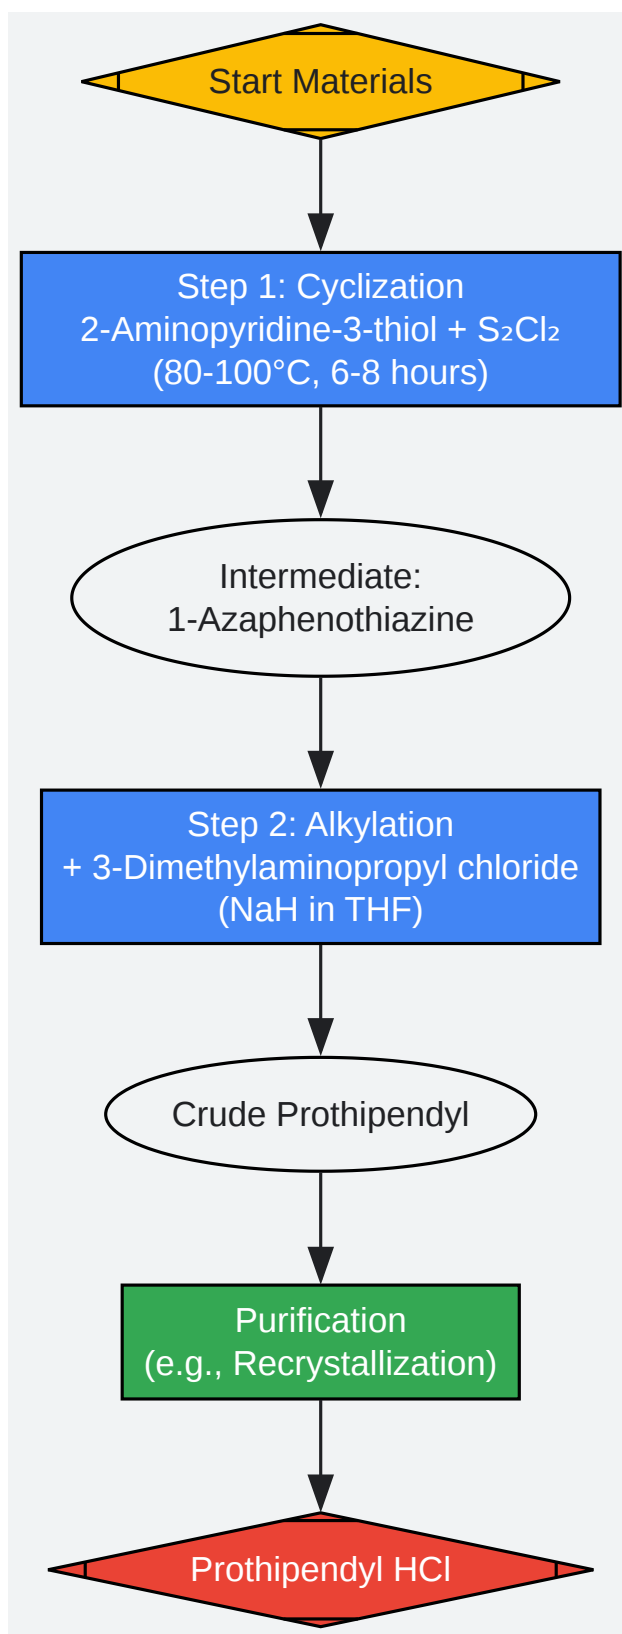 Start Materials
Step 1: Cyclization
2-Aminopyridine-3-thiol + S₂Cl₂
(80-100°C, 6-8 hours)
Intermediate:
1-Azaphenothiazine
Step 2: Alkylation
+ 3-Dimethylaminopropyl chloride
(NaH in THF)
Crude Prothipendyl
Purification
(e.g., Recrystallization)
Prothipendyl HCl